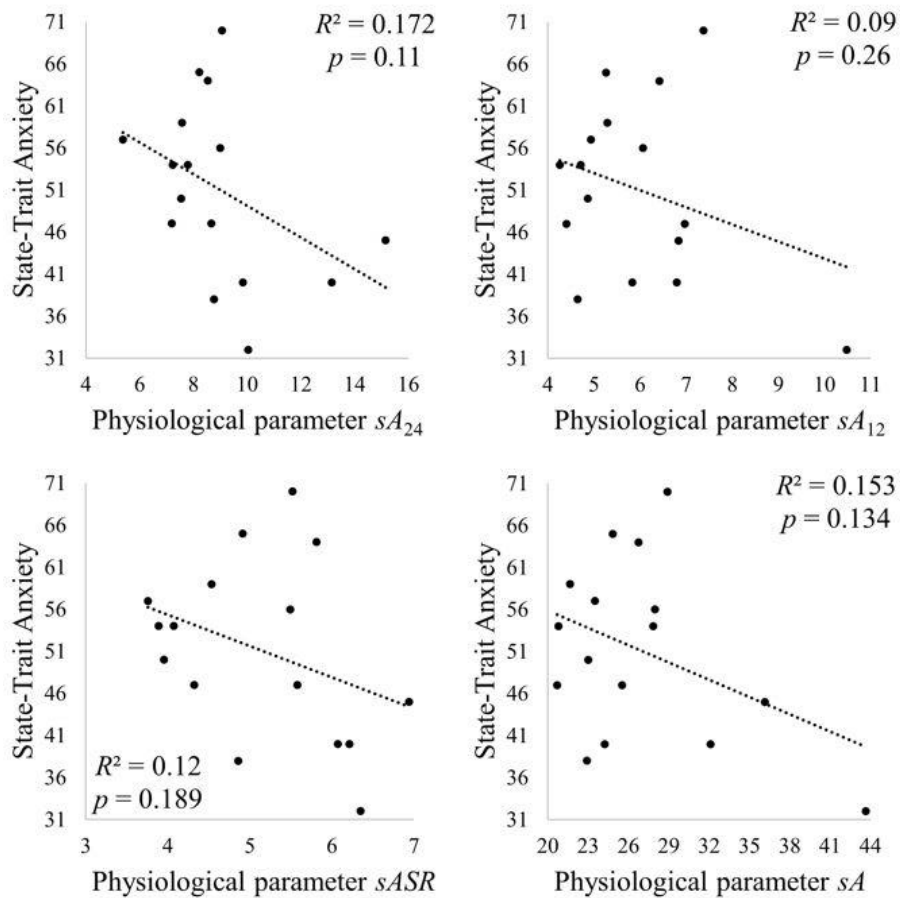 R² = 0.172
p = 0.11
State-Trait Anxiety
71
66
61
56
51
46
41
36
31
4 6 8 10 12 14 16
Physiological parameter sA₂₄
R² = 0.09
p = 0.26
State-Trait Anxiety
71
66
61
56
51
46
41
36
31
4 5 6 7 8 9 10 11
Physiological parameter sA₁₂
State-Trait Anxiety
71
66
61
56
51
46
41
36
31
R² = 0.12
p = 0.189
3 4 5 6 7
Physiological parameter sASR
R² = 0.153
p = 0.134
State-Trait Anxiety
71
66
61
56
51
46
41
36
31
20 23 26 29 32 35 38 41 44
Physiological parameter sA